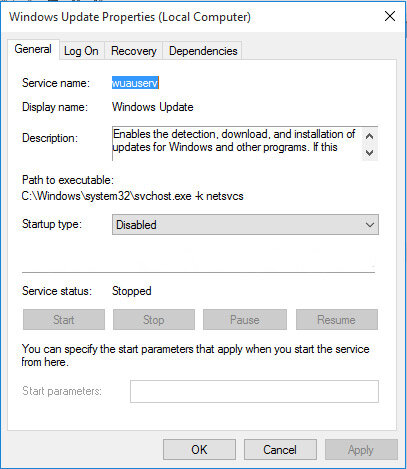 Windows Update Properties (Local Computer)
General Log On Recovery Dependencies
Service name: wuauserv
Display name: Windows Update
Description: Enables the detection, download, and installation of
updates for Windows and other programs. If this
Path to executable:
C:\Windows\system32\svchost.exe -k netsvcs
Startup type: Disabled
Service status: Stopped
Start Stop Pause Resume
You can specify the start parameters that apply when you start the service
from here.
Start parameters:
OK Cancel Apply